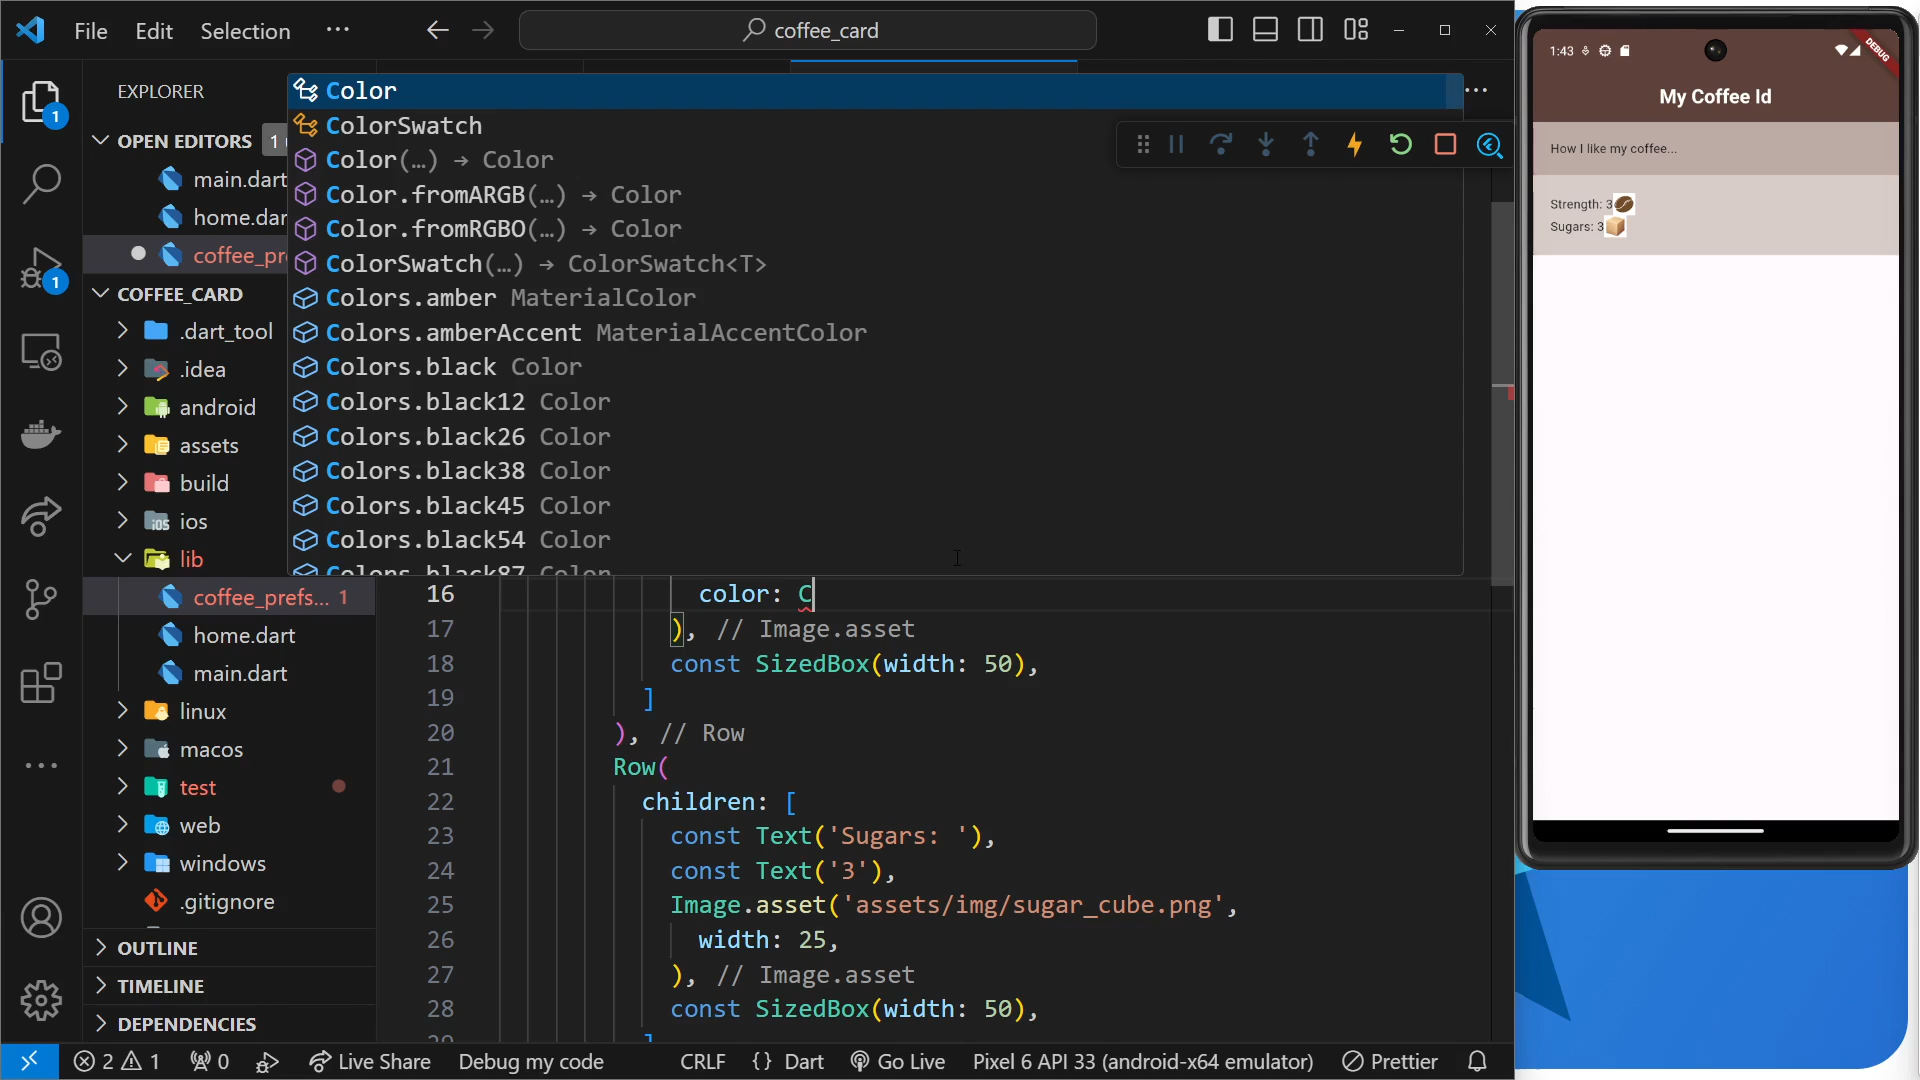 File Edit Selection ... coffee_card
EXPLORER
OPEN EDITORS 1
main.dart
home.dar
coffee_pr
COFFEE_CARD
.dart_tool
.idea
android
assets
build
ios
lib
coffee_prefs... 1
home.dart
main.dart
linux
macos
test
web
windows
.gitignore
OUTLINE
TIMELINE
DEPENDENCIES
1
1
Color
ColorSwatch
Color(…) → Color
Color.fromARGB(…) → Color
Color.fromRGBO(…) → Color
ColorSwatch(…) → ColorSwatch<T>
Colors.amber MaterialColor
Colors.amberAccent MaterialAccentColor
Colors.black Color
Colors.black12 Color
Colors.black26 Color
Colors.black38 Color
Colors.black45 Color
Colors.black54 Color
Colors.black87 Color
16 color: C
17 ), // Image.asset
18 const SizedBox(width: 50),
19 ]
20 ), // Row
21 Row(
22 children: [
23 const Text('Sugars: '),
24 const Text('3'),
25 Image.asset('assets/img/sugar_cube.png',
26 width: 25,
27 ), // Image.asset
28 const SizedBox(width: 50),
29 ]
2 1 0 Live Share Debug my code CRLF {} Dart Go Live Pixel 6 API 33 (android-x64 emulator) Prettier
1:43
DEBUG
My Coffee Id
How I like my coffee...
Strength: 3
Sugars: 3